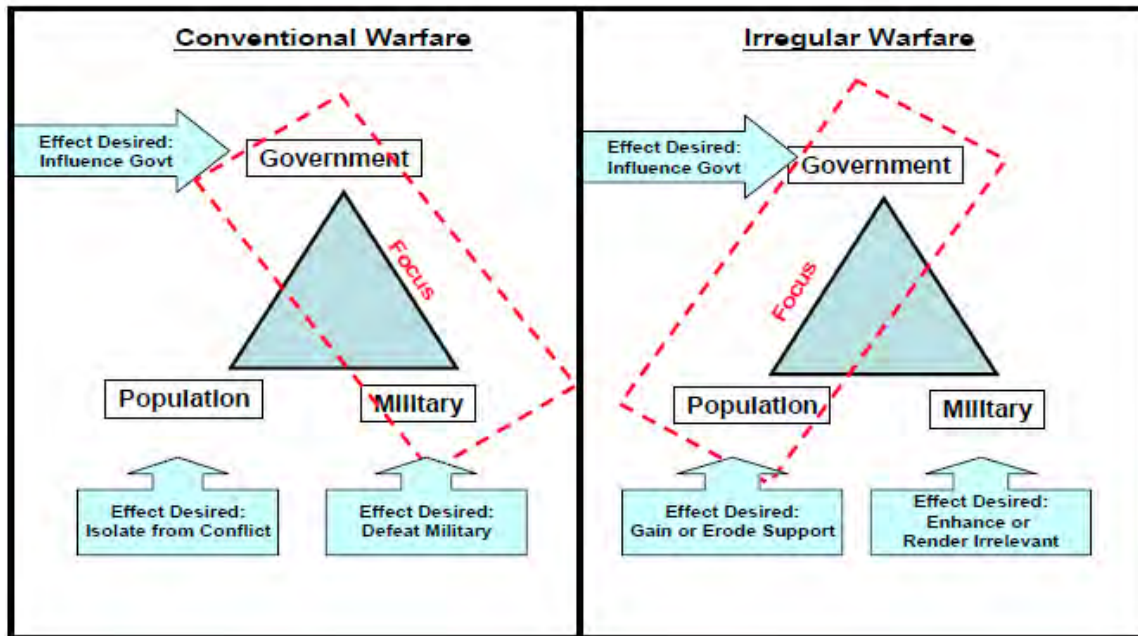 Conventional Warfare
Effect Desired:
Influence Govt
Government
Focus
Population
Military
Effect Desired:
Isolate from Conflict
Effect Desired:
Defeat Military
Irregular Warfare
Effect Desired:
Influence Govt
Government
Focus
Population
Military
Effect Desired:
Gain or Erode Support
Effect Desired:
Enhance or
Render Irrelevant